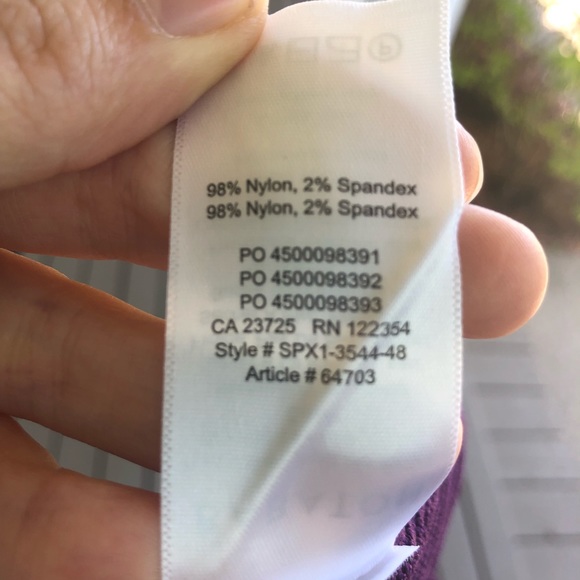 98% Nylon, 2% Spandex
98% Nylon, 2% Spandex
PO 4500098391
PO 4500098392
PO 4500098393
CA 23725 RN 122354
Style # SPX1-3544-48
Article # 64703